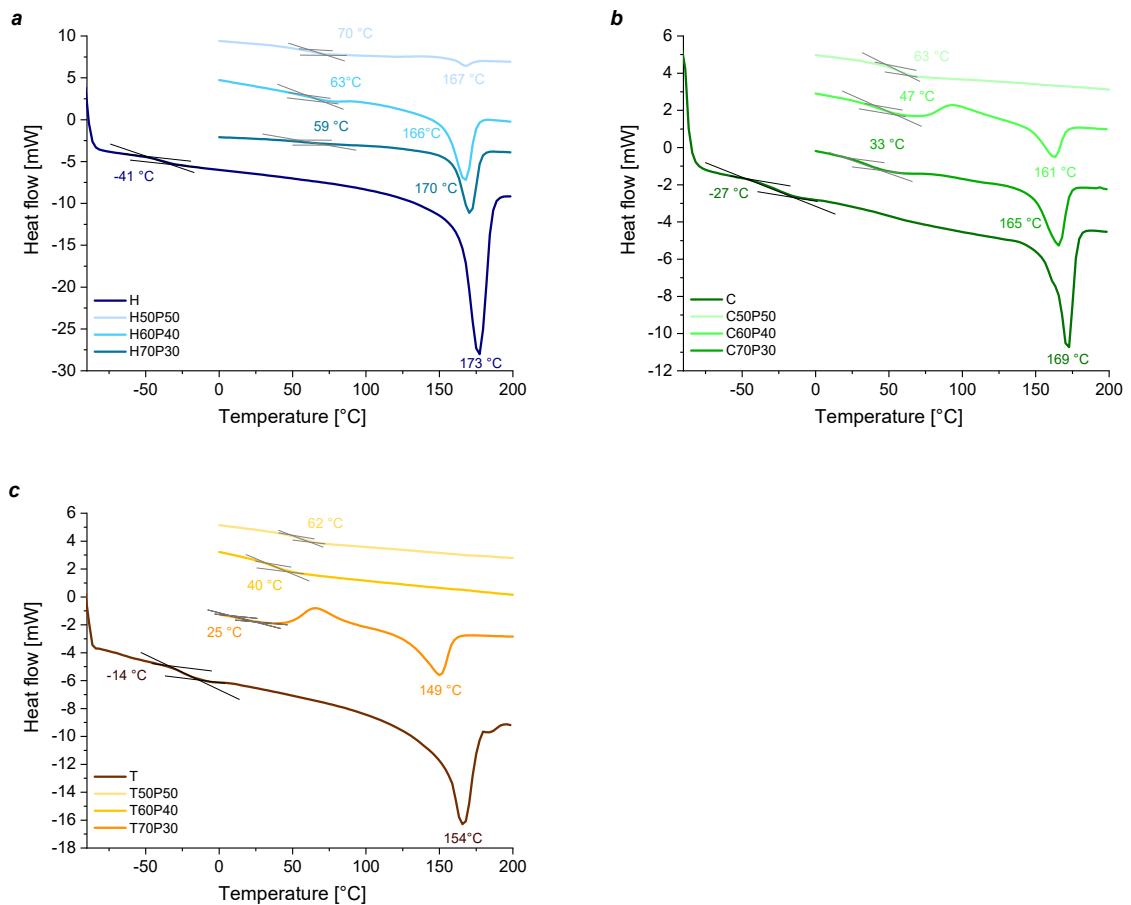 a
10
5
0
-5
-10
-15
-20
-25
-30
Heat flow [mW]
-50
0
50
100
150
200
Temperature [°C]
70 °C
167 °C
63°C
166°C
59 °C
170 °C
-41 °C
173 °C
H
H50P50
H60P40
H70P30
b
6
4
2
0
-2
-4
-6
-8
-10
-12
Heat flow [mW]
-50
0
50
100
150
200
Temperature [°C]
63 °C
47 °C
161 °C
33 °C
165 °C
-27 °C
169 °C
C
C50P50
C60P40
C70P30
c
6
4
2
0
-2
-4
-6
-8
-10
-12
-14
-16
-18
Heat flow [mW]
-50
0
50
100
150
200
Temperature [°C]
62 °C
40 °C
25 °C
149 °C
-14 °C
154°C
T
T50P50
T60P40
T70P30